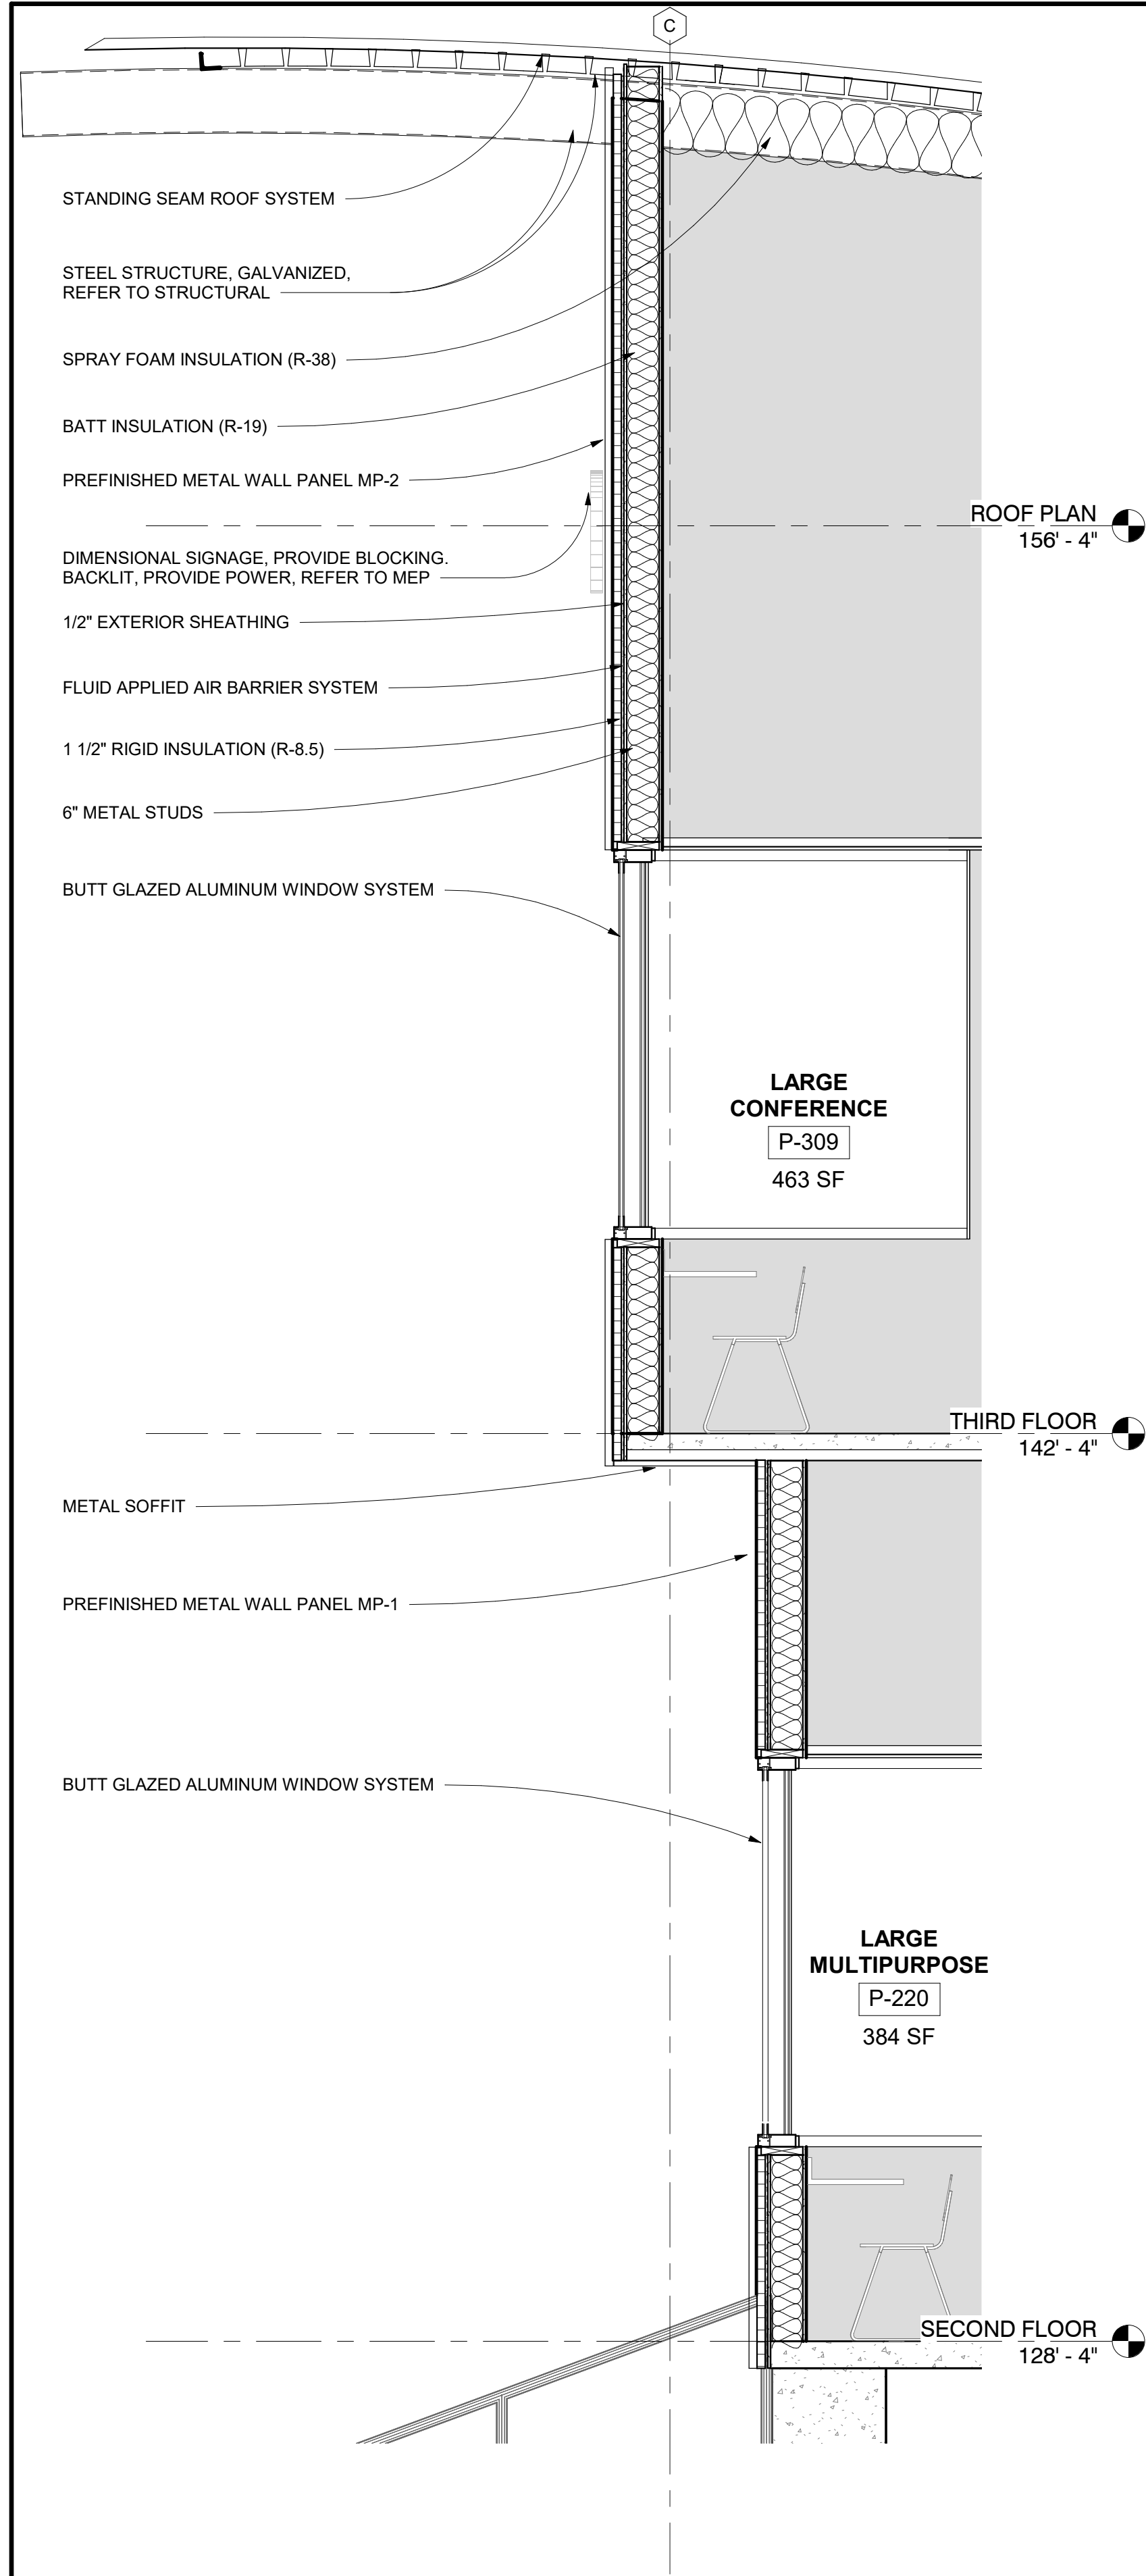 C
STANDING SEAM ROOF SYSTEM
STEEL STRUCTURE, GALVANIZED,
REFER TO STRUCTURAL
SPRAY FOAM INSULATION (R-38)
BATT INSULATION (R-19)
PREFINISHED METAL WALL PANEL MP-2
ROOF PLAN
156' - 4"
DIMENSIONAL SIGNAGE, PROVIDE BLOCKING.
BACKLIT, PROVIDE POWER, REFER TO MEP
1/2" EXTERIOR SHEATHING
FLUID APPLIED AIR BARRIER SYSTEM
1 1/2" RIGID INSULATION (R-8.5)
6" METAL STUDS
BUTT GLAZED ALUMINUM WINDOW SYSTEM
LARGE
CONFERENCE
P-309
463 SF
THIRD FLOOR
142' - 4"
METAL SOFFIT
PREFINISHED METAL WALL PANEL MP-1
BUTT GLAZED ALUMINUM WINDOW SYSTEM
LARGE
MULTIPURPOSE
P-220
384 SF
SECOND FLOOR
128' - 4"